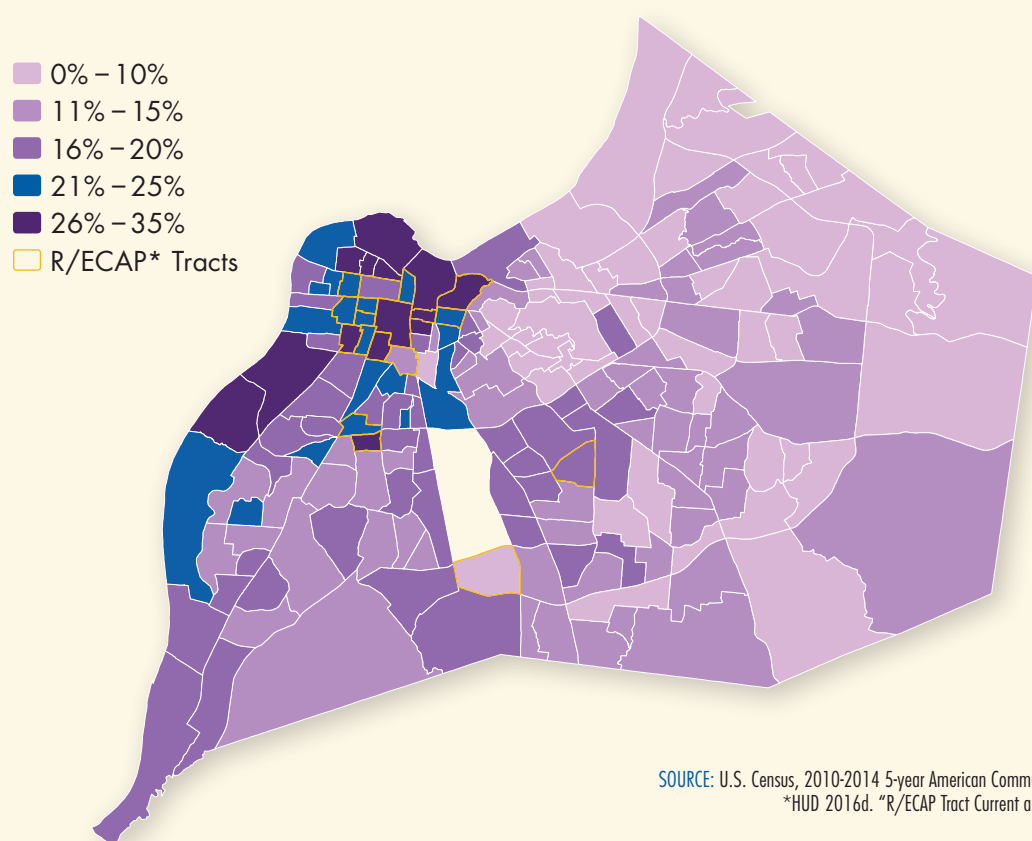 0% – 10%
11% – 15%
16% – 20%
21% – 25%
26% – 35%
R/ECAP* Tracts
SOURCE: U.S. Census, 2010-2014 5-year American
*HUD 2016d. “R/ECAP Tract Current